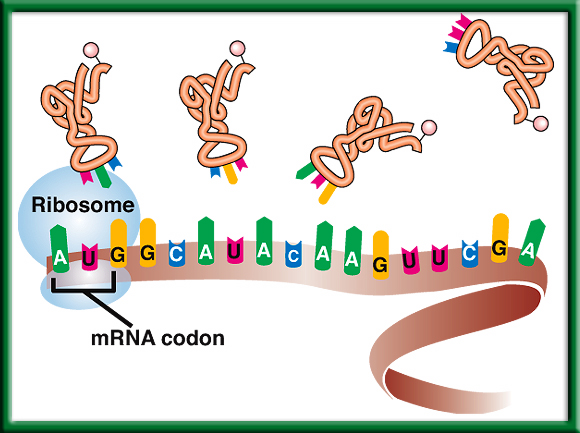 Ribosome
A U G G C A U A C A A G U U C G A
mRNA codon